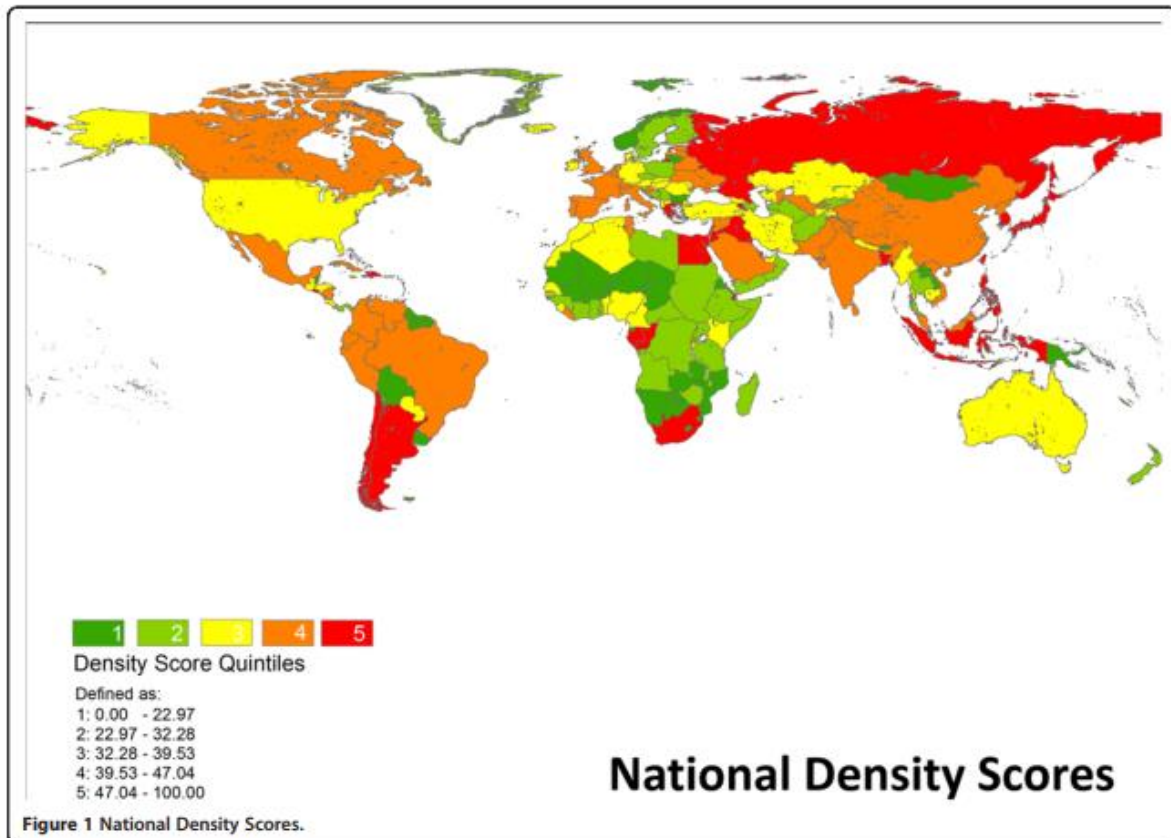 1 2 3 4 5
Density Score Quintiles
Defined as:
1: 0.00 - 22.97
2: 22.97 - 32.28
3: 32.28 - 39.53
4: 39.53 - 47.04
5: 47.04 - 100.00
National Density Scores
Figure 1 National Density Scores.